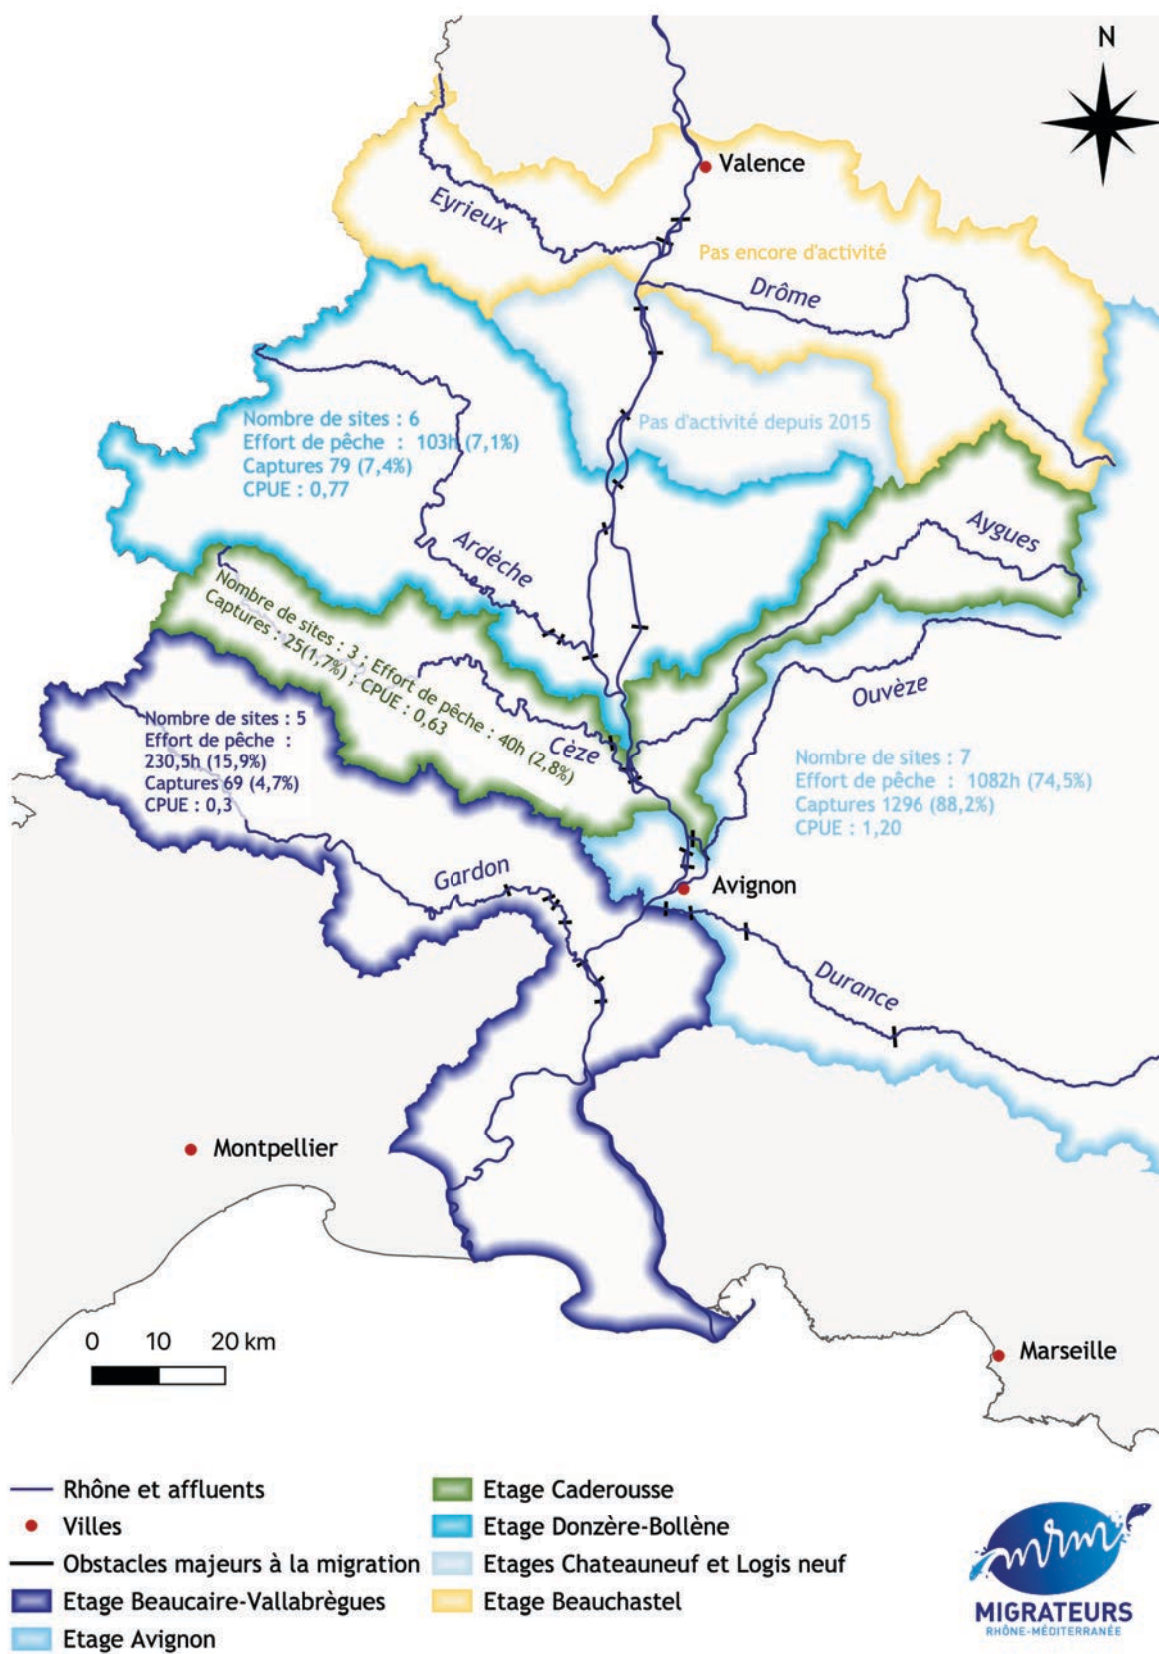 N
Valence
Eyrieux
Pas encore d'activité
Drôme
Nombre de sites : 6
Effort de pêche : 103h (7,1%)
Captures 79 (7,4%)
CPUE : 0,77
Pas d'activité depuis 2015
Ardèche
Aygues
Nombre de sites : 3 ; Effort de pêche : 40h (2,8%)
Captures : 25(1,7%) ; CPUE : 0,63
Cèze
Ouvèze
Nombre de sites : 5
Effort de pêche :
230,5h (15,9%)
Captures 69 (4,7%)
CPUE : 0,3
Nombre de sites : 7
Effort de pêche : 1082h (74,5%)
Captures 1296 (88,2%)
CPUE : 1,20
Gardon
Avignon
Durance
Montpellier
0 10 20 km
Marseille
Rhône et affluents
Villes
Obstacles majeurs à la migration
Etage Beaucaire-Vallabrègues
Etage Avignon
Etage Caderousse
Etage Donzère-Bollène
Etages Chateauneuf et Logis neuf
Etage Beauchastel
mrm
MIGRATEURS
RHÔNE-MÉDITERRANÉE